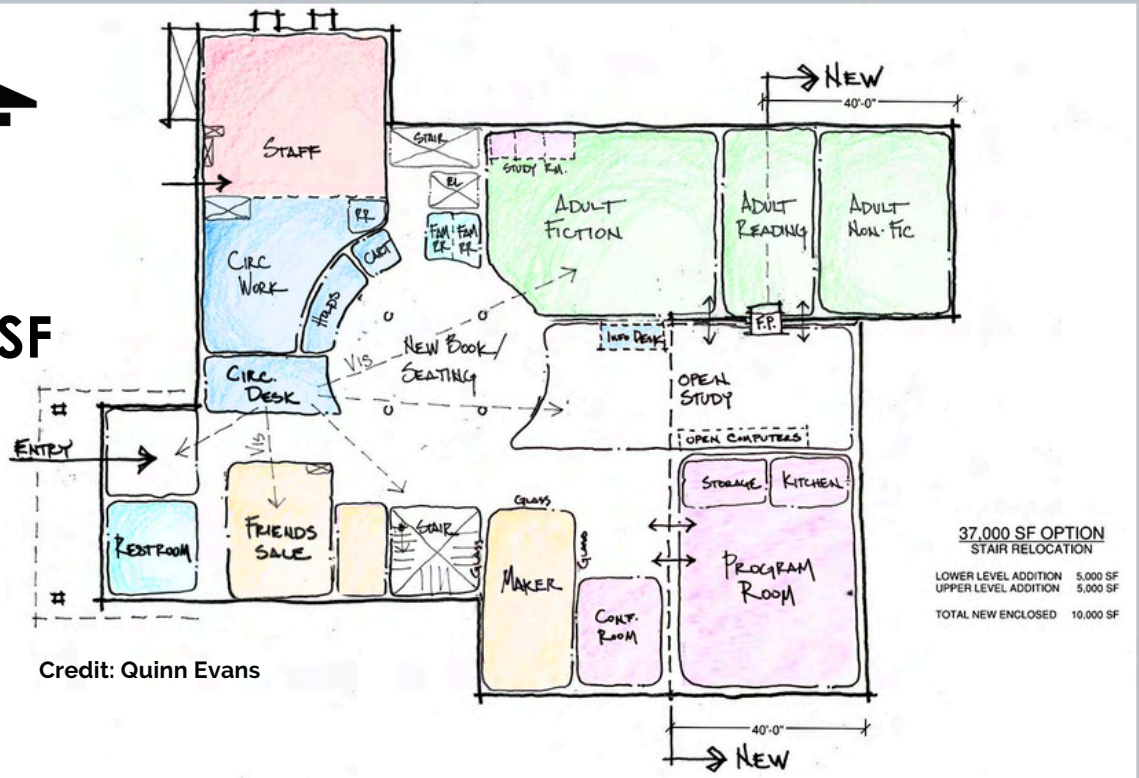 NEW
40'-0"
STAIR
STAFF
STUDY RM.
EL
ADULT
FICTION
ADULT
READING
ADULT
NON-FIC
RR
FAM
RR
FAM
RR
CART
CIRC
WORK
HOLDS
SF
F.P.
INFO DESK
NEW BOOK/
SEATING
VIS
CIRC.
DESK
OPEN
STUDY
OPEN COMPUTERS
ENTRY
VIS
STORAGE
KITCHEN
GLASS
STAIR
GLASS
GLASS
FRIENDS
SALE
RESTROOM
MAKER
PROGRAM
ROOM
CONF.
ROOM
37,000 SF OPTION
STAIR RELOCATION
LOWER LEVEL ADDITION 5,000 SF
UPPER LEVEL ADDITION 5,000 SF
TOTAL NEW ENCLOSED 10,000 SF
Credit: Quinn Evans
40'-0"
NEW